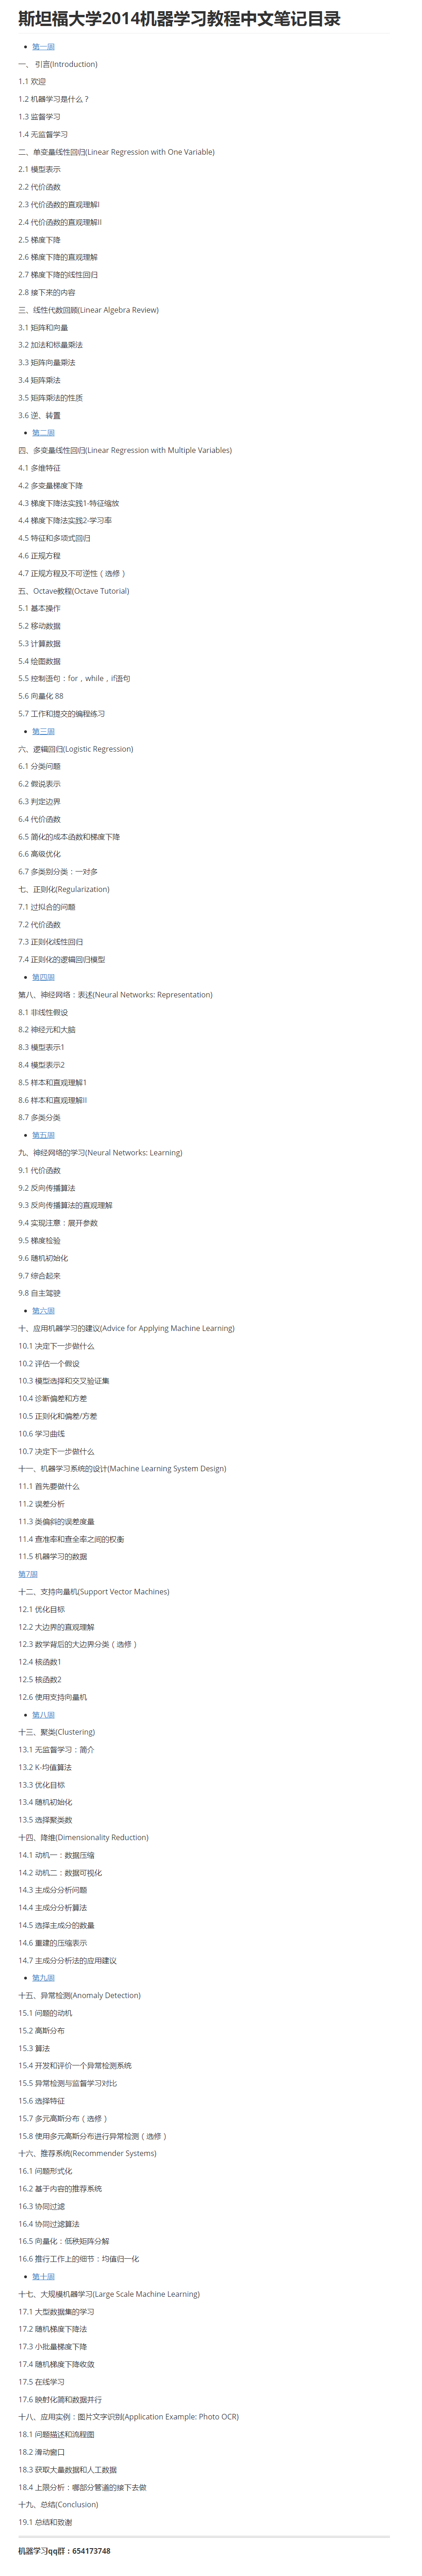 斯坦福大学2014机器学习教程中文笔记目录
第一周
一、 引言(Introduction)
1.1 欢迎
1.2 机器学习是什么？
1.3 监督学习
1.4 无监督学习
二、单变量线性回归(Linear Regression with One Variable)
2.1 模型表示
2.2 代价函数
2.3 代价函数的直观理解I
2.4 代价函数的直观理解II
2.5 梯度下降
2.6 梯度下降的直观理解
2.7 梯度下降的线性回归
2.8 接下来的内容
三、线性代数回顾(Linear Algebra Review)
3.1 矩阵和向量
3.2 加法和标量乘法
3.3 矩阵向量乘法
3.4 矩阵乘法
3.5 矩阵乘法的性质
3.6 逆、转置
第二周
四、多变量线性回归(Linear Regression with Multiple Variables)
4.1 多维特征
4.2 多变量梯度下降
4.3 梯度下降法实践1-特征缩放
4.4 梯度下降法实践2-学习率
4.5 特征和多项式回归
4.6 正规方程
4.7 正规方程及不可逆性（选修）
五、Octave教程(Octave Tutorial)
5.1 基本操作
5.2 移动数据
5.3 计算数据
5.4 绘图数据
5.5 控制语句：for，while，if语句
5.6 向量化 88
5.7 工作和提交的编程练习
第三周
六、逻辑回归(Logistic Regression)
6.1 分类问题
6.2 假说表示
6.3 判定边界
6.4 代价函数
6.5 简化的成本函数和梯度下降
6.6 高级优化
6.7 多类别分类：一对多
七、正则化(Regularization)
7.1 过拟合的问题
7.2 代价函数
7.3 正则化线性回归
7.4 正则化的逻辑回归模型
第四周
第八、神经网络：表述(Neural Networks: Representation)
8.1 非线性假设
8.2 神经元和大脑
8.3 模型表示1
8.4 模型表示2
8.5 样本和直观理解1
8.6 样本和直观理解II
8.7 多类分类
第五周
九、神经网络的学习(Neural Networks: Learning)
9.1 代价函数
9.2 反向传播算法
9.3 反向传播算法的直观理解
9.4 实现注意：展开参数
9.5 梯度检验
9.6 随机初始化
9.7 综合起来
9.8 自主驾驶
第六周
十、应用机器学习的建议(Advice for Applying Machine Learning)
10.1 决定下一步做什么
10.2 评估一个假设
10.3 模型选择和交叉验证集
10.4 诊断偏差和方差
10.5 正则化和偏差/方差
10.6 学习曲线
10.7 决定下一步做什么
十一、机器学习系统的设计(Machine Learning System Design)
11.1 首先要做什么
11.2 误差分析
11.3 类偏斜的误差度量
11.4 查准率和查全率之间的权衡
11.5 机器学习的数据
第7周
十二、支持向量机(Support Vector Machines)
12.1 优化目标
12.2 大边界的直观理解
12.3 数学背后的大边界分类（选修）
12.4 核函数1
12.5 核函数2
12.6 使用支持向量机
第八周
十三、聚类(Clustering)
13.1 无监督学习：简介
13.2 K-均值算法
13.3 优化目标
13.4 随机初始化
13.5 选择聚类数
十四、降维(Dimensionality Reduction)
14.1 动机一：数据压缩
14.2 动机二：数据可视化
14.3 主成分分析问题
14.4 主成分分析算法
14.5 选择主成分的数量
14.6 重建的压缩表示
14.7 主成分分析法的应用建议
第九周
十五、异常检测(Anomaly Detection)
15.1 问题的动机
15.2 高斯分布
15.3 算法
15.4 开发和评价一个异常检测系统
15.5 异常检测与监督学习对比
15.6 选择特征
15.7 多元高斯分布（选修）
15.8 使用多元高斯分布进行异常检测（选修）
十六、推荐系统(Recommender Systems)
16.1 问题形式化
16.2 基于内容的推荐系统
16.3 协同过滤
16.4 协同过滤算法
16.5 向量化：低秩矩阵分解
16.6 推行工作上的细节：均值归一化
第十周
十七、大规模机器学习(Large Scale Machine Learning)
17.1 大型数据集的学习
17.2 随机梯度下降法
17.3 小批量梯度下降
17.4 随机梯度下降收敛
17.5 在线学习
17.6 映射化简和数据并行
十八、应用实例：图片文字识别(Application Example: Photo OCR)
18.1 问题描述和流程图
18.2 滑动窗口
18.3 获取大量数据和人工数据
18.4 上限分析：哪部分管道的接下去做
十九、总结(Conclusion)
19.1 总结和致谢
机器学习qq群：654173748